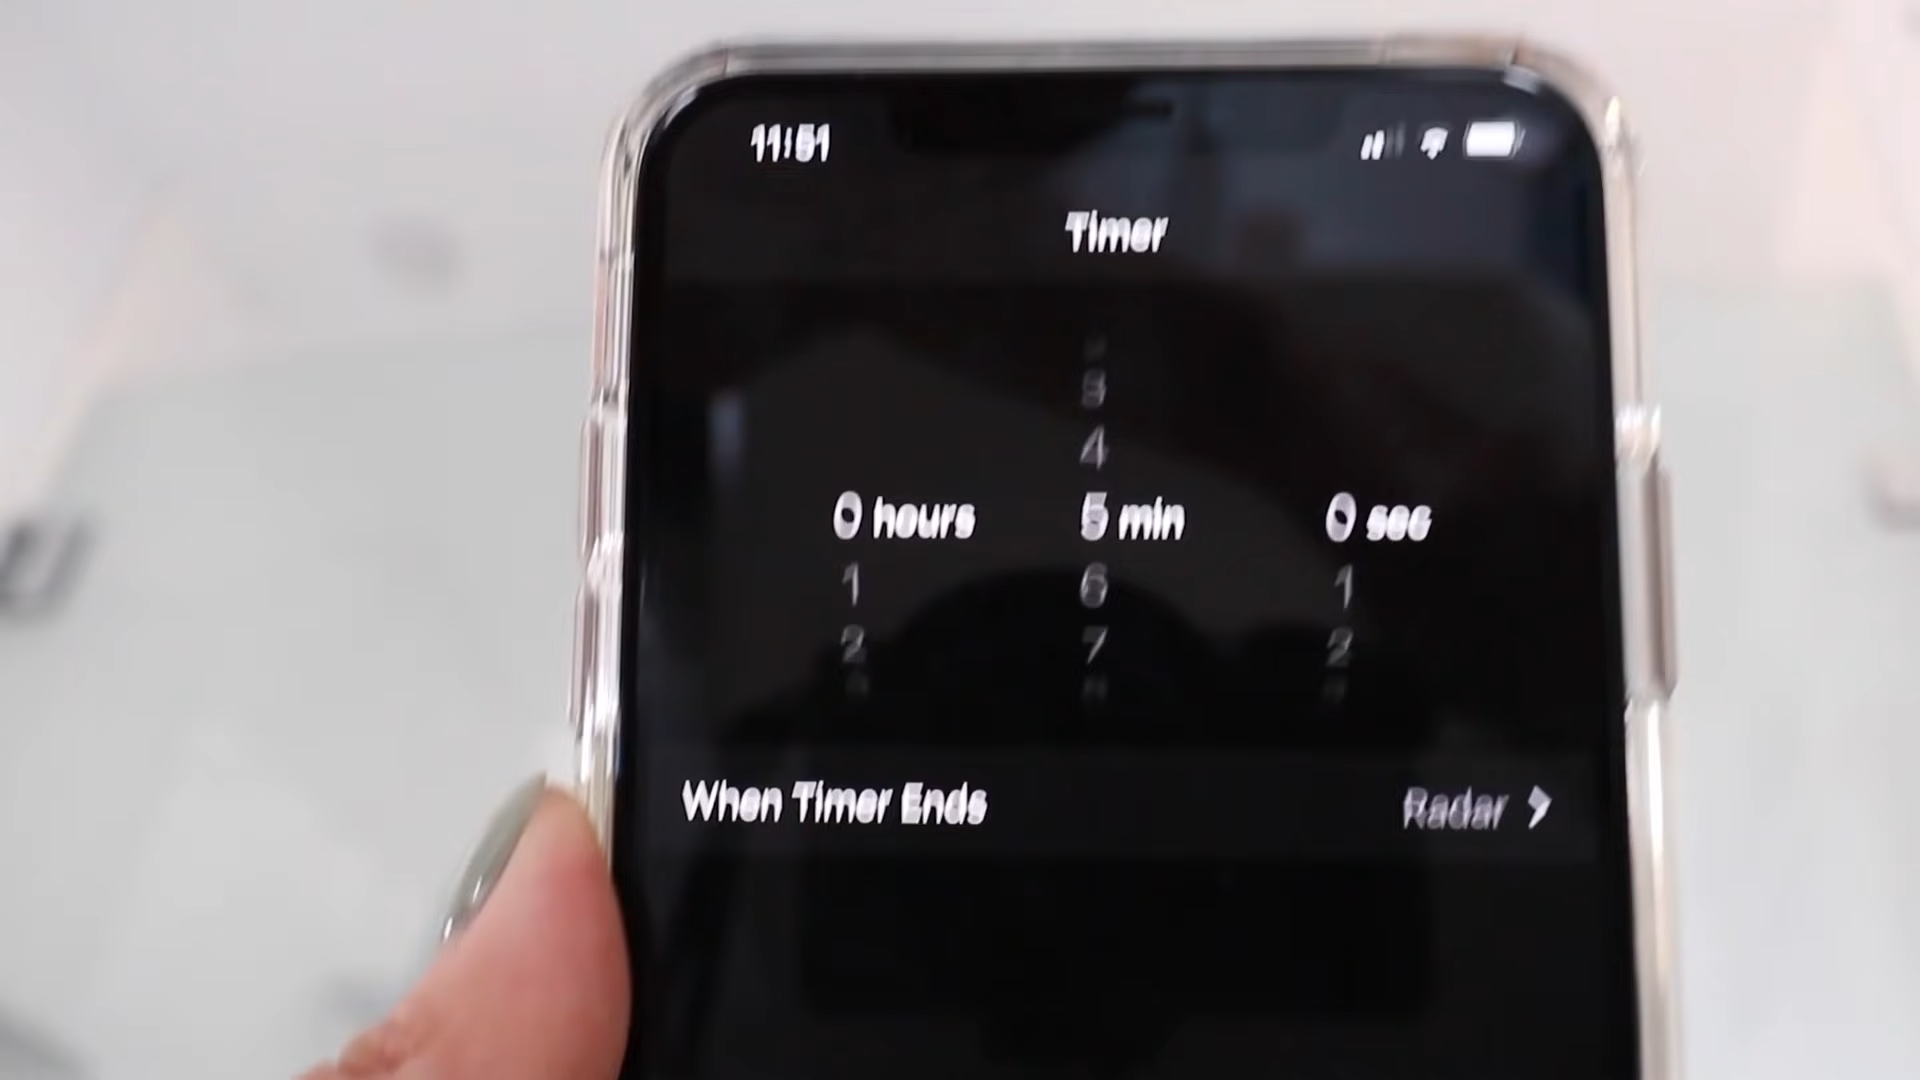 11:51
Timer
3
4
0 hours 5 min 0 sec
1 6 1
2 7 2
When Timer Ends Radar